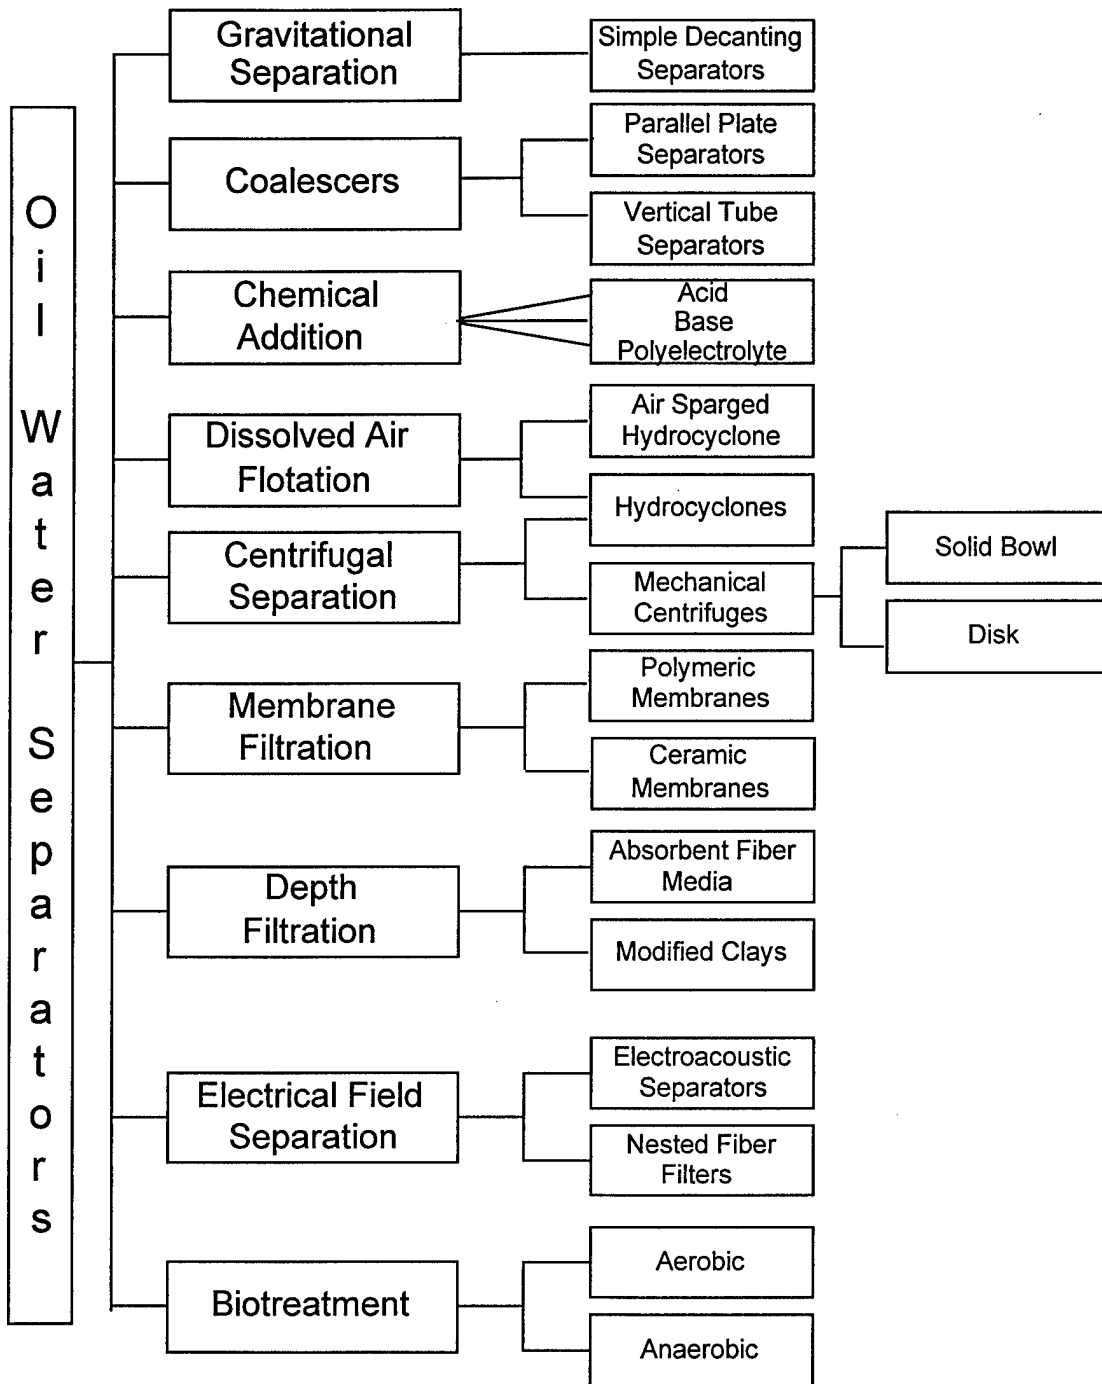 Oil Water Separators
Gravitational
Separation
Simple Decanting
Separators
Coalescers
Parallel Plate
Separators
Vertical Tube
Separators
Chemical
Addition
Acid
Base
Polyelectrolyte
Dissolved Air
Flotation
Air Sparged
Hydrocyclone
Hydrocyclones
Centrifugal
Separation
Mechanical
Centrifuges
Solid Bowl
Disk
Membrane
Filtration
Polymeric
Membranes
Ceramic
Membranes
Depth
Filtration
Absorbent Fiber
Media
Modified Clays
Electrical Field
Separation
Electroacoustic
Separators
Nested Fiber
Filters
Biotreatment
Aerobic
Anaerobic